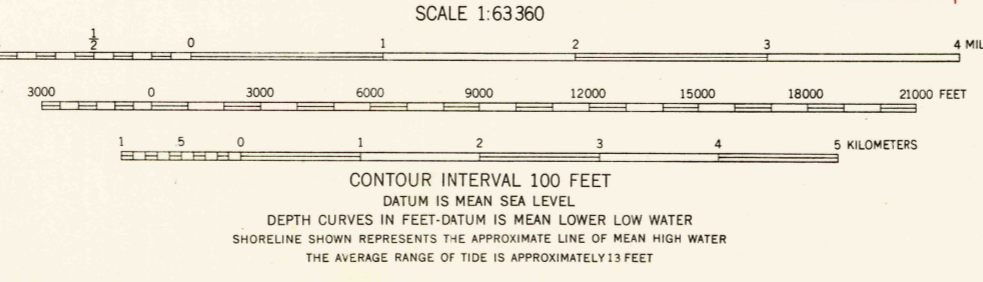 SCALE 1:63360
1/2 0 1 2 3 4 MIL
3000 0 3000 6000 9000 12000 15000 18000 21000 FEET
1 .5 0 1 2 3 4 5 KILOMETERS
CONTOUR INTERVAL 100 FEET
DATUM IS MEAN SEA LEVEL
DEPTH CURVES IN FEET-DATUM IS MEAN LOWER LOW WATER
SHORELINE SHOWN REPRESENTS THE APPROXIMATE LINE OF MEAN HIGH WATER
THE AVERAGE RANGE OF TIDE IS APPROXIMATELY 13 FEET